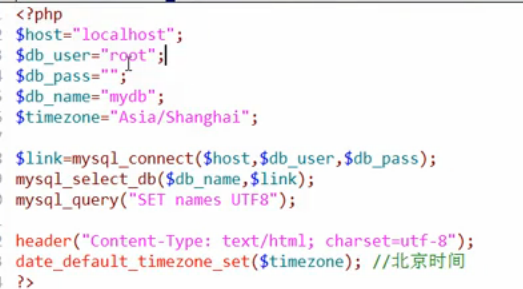 <?php
$host="localhost";
$db_user="root";
$db_pass="";
$db_name="mydb";
$timezone="Asia/Shanghai";
$link=mysql_connect($host,$db_user,$db_pass);
mysql_select_db($db_name,$link);
mysql_query("SET names UTF8");
header("Content-Type: text/html; charset=utf-8");
date_default_timezone_set($timezone); //北京时间
?>